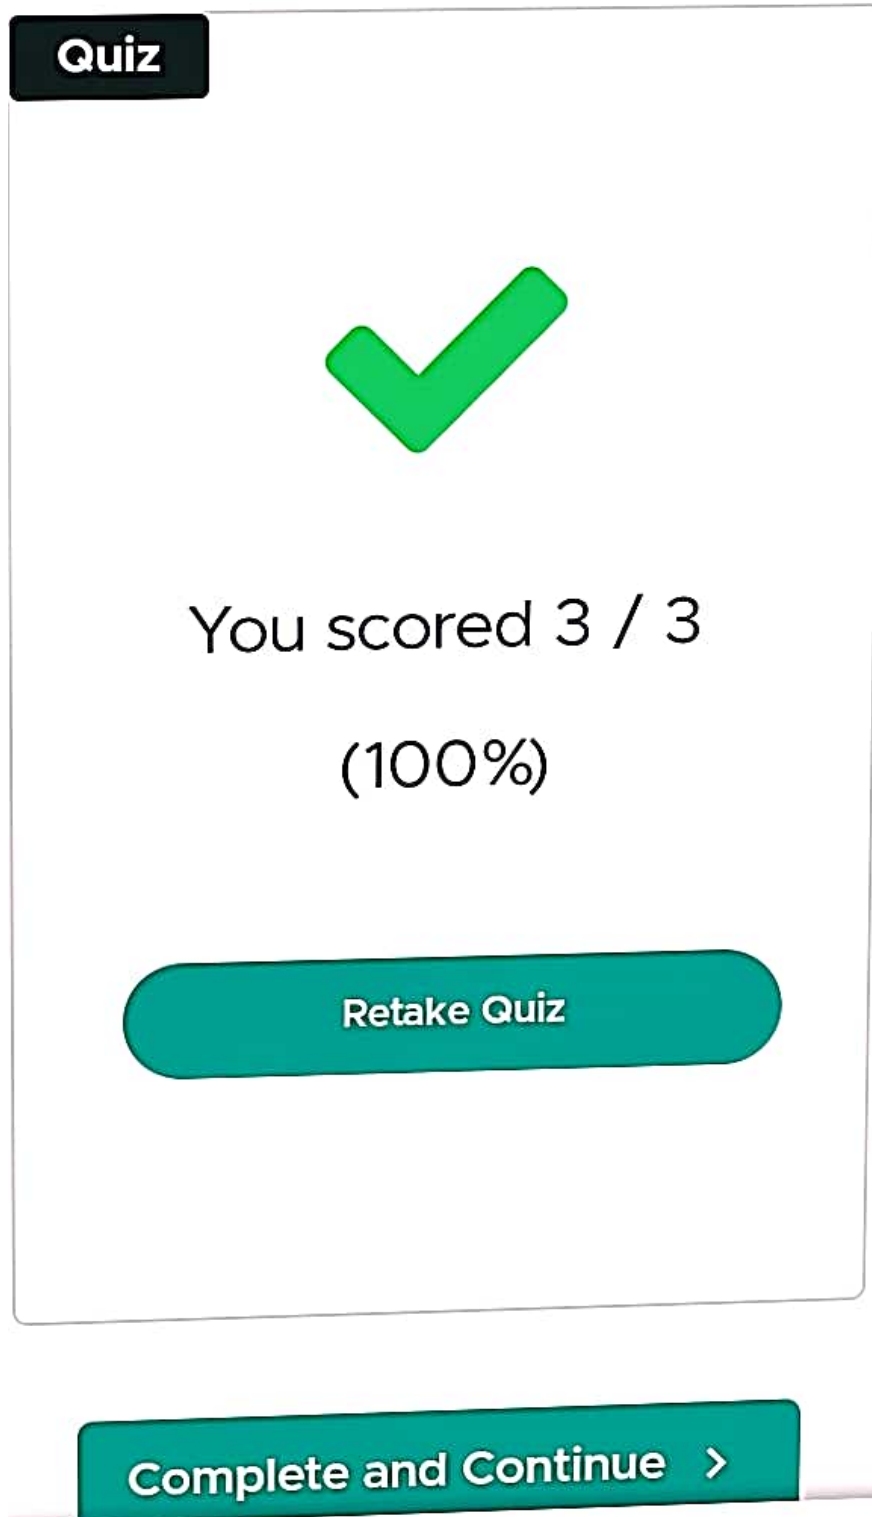 Quiz
You scored 3 / 3
(100%)
Retake Quiz
Complete and Continue >